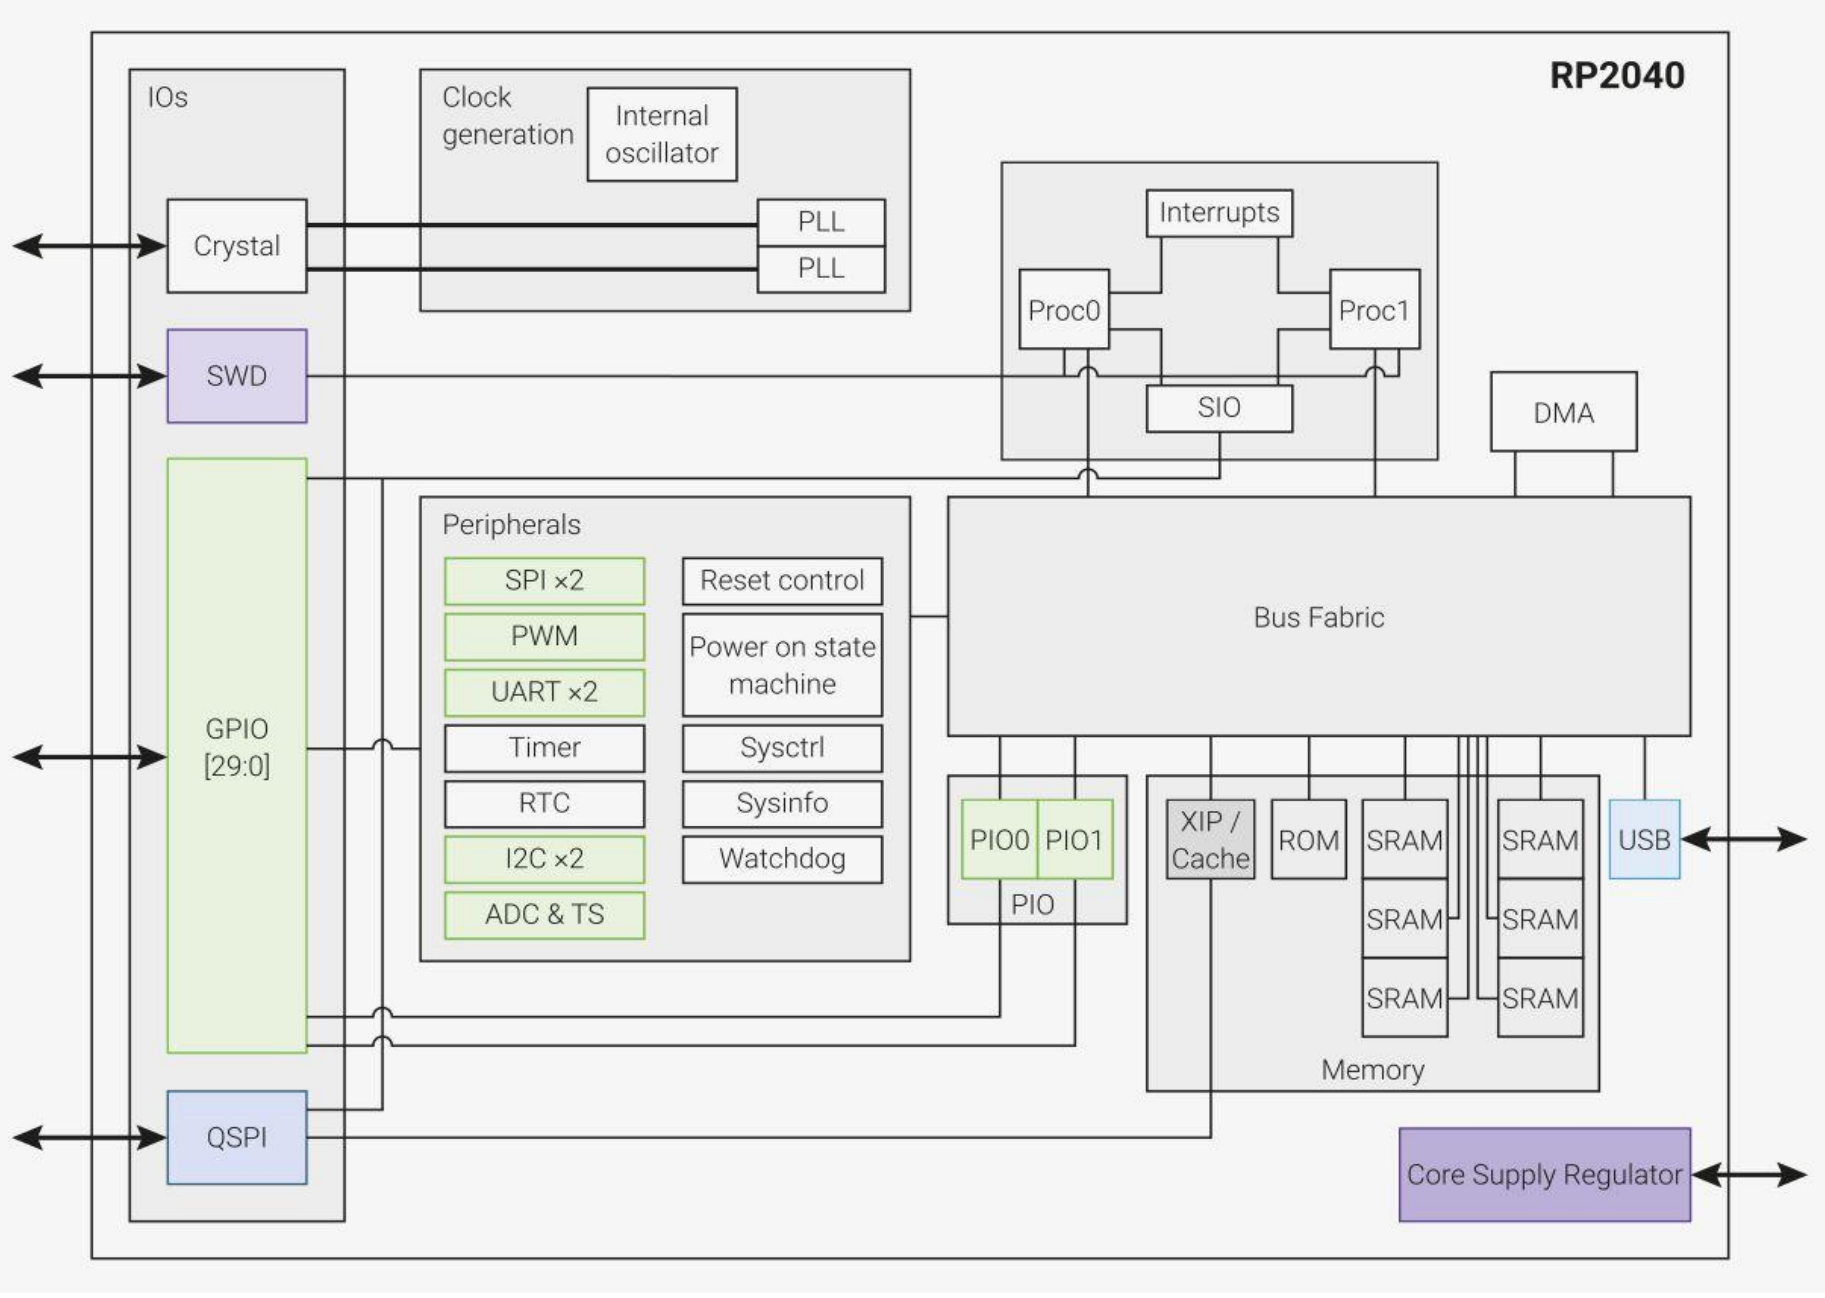 RP2040
IOs
Clock
generation
Internal
oscillator
Crystal
PLL
PLL
Interrupts
Proc0
Proc1
SWD
SIO
DMA
GPIO
[29:0]
Peripherals
SPI ×2
PWM
UART ×2
Timer
RTC
I2C ×2
ADC & TS
Reset control
Power on state
machine
Sysctrl
Sysinfo
Watchdog
Bus Fabric
PIO0
PIO1
PIO
XIP /
Cache
ROM
SRAM
SRAM
SRAM
SRAM
SRAM
SRAM
Memory
USB
QSPI
Core Supply Regulator